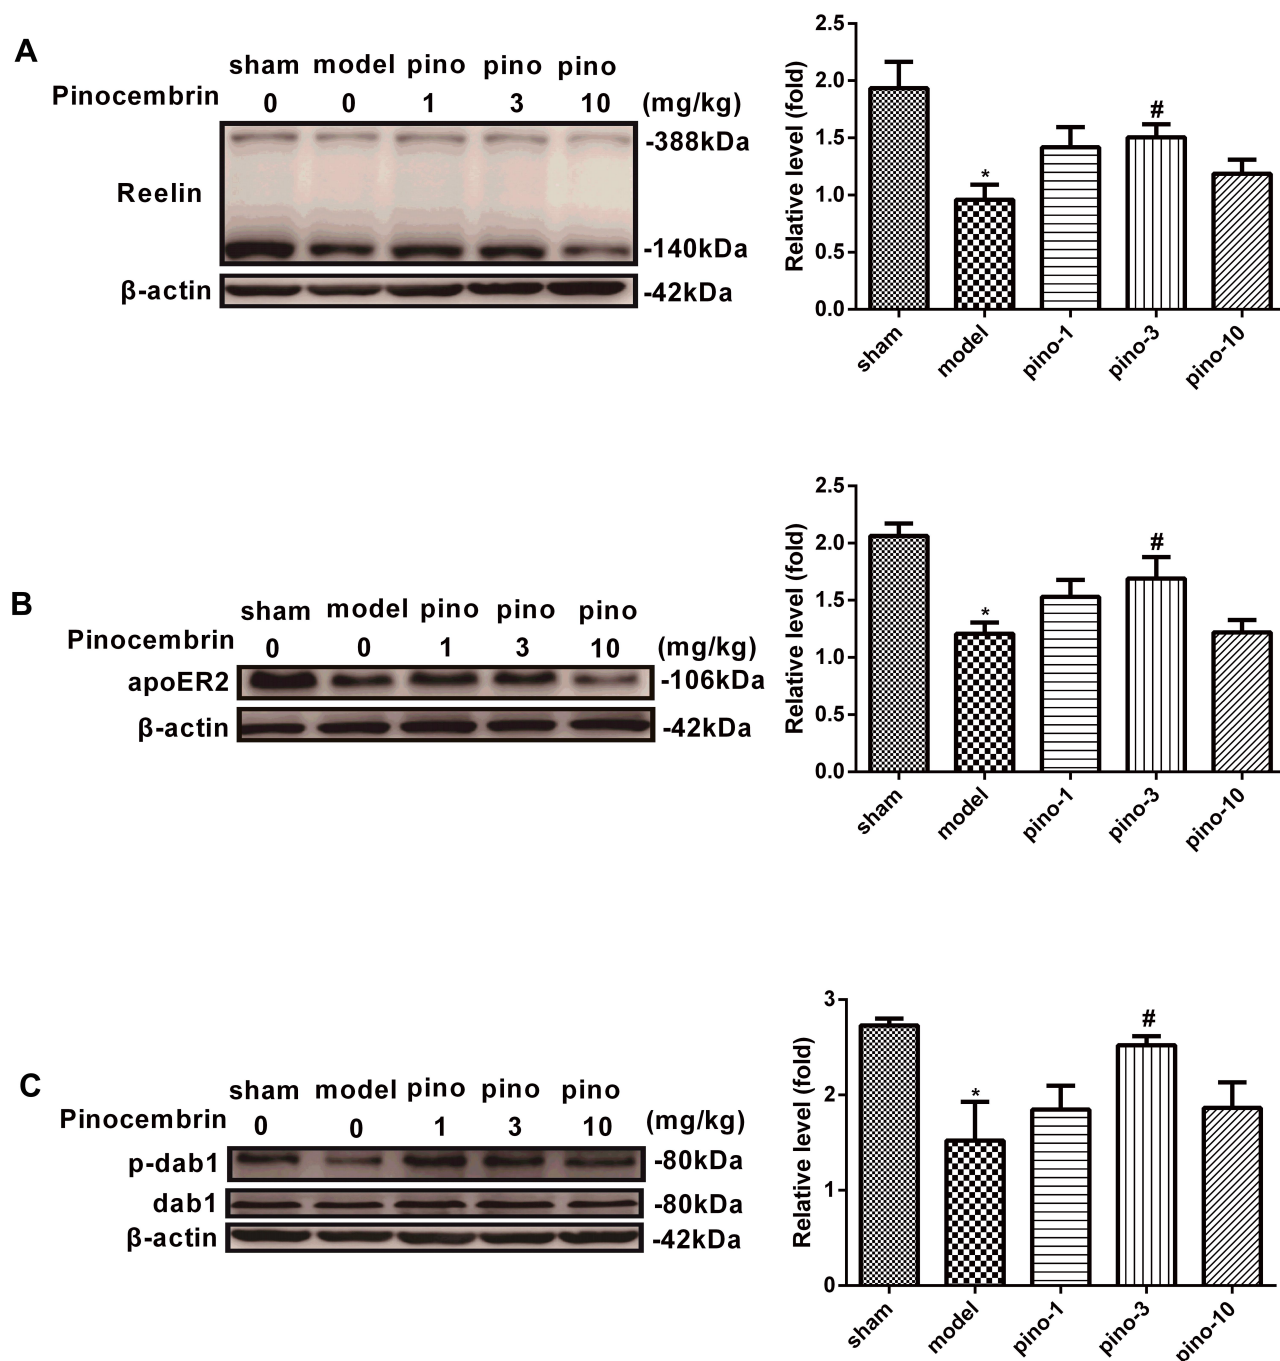 A
sham model pino pino pino
Pinocembrin 0 0 1 3 10 (mg/kg)
Reelin
-388kDa
-140kDa
β-actin -42kDa
Relative level (fold)
2.5
2.0
1.5
1.0
0.5
0.0
*
#
sham model pino-1 pino-3 pino-10
B
sham model pino pino pino
Pinocembrin 0 0 1 3 10 (mg/kg)
apoER2 -106kDa
β-actin -42kDa
Relative level (fold)
2.5
2.0
1.5
1.0
0.5
0.0
*
#
sham model pino-1 pino-3 pino-10
C
sham model pino pino pino
Pinocembrin 0 0 1 3 10 (mg/kg)
p-dab1 -80kDa
dab1 -80kDa
β-actin -42kDa
Relative level (fold)
3
2
1
0
*
#
sham model pino-1 pino-3 pino-10